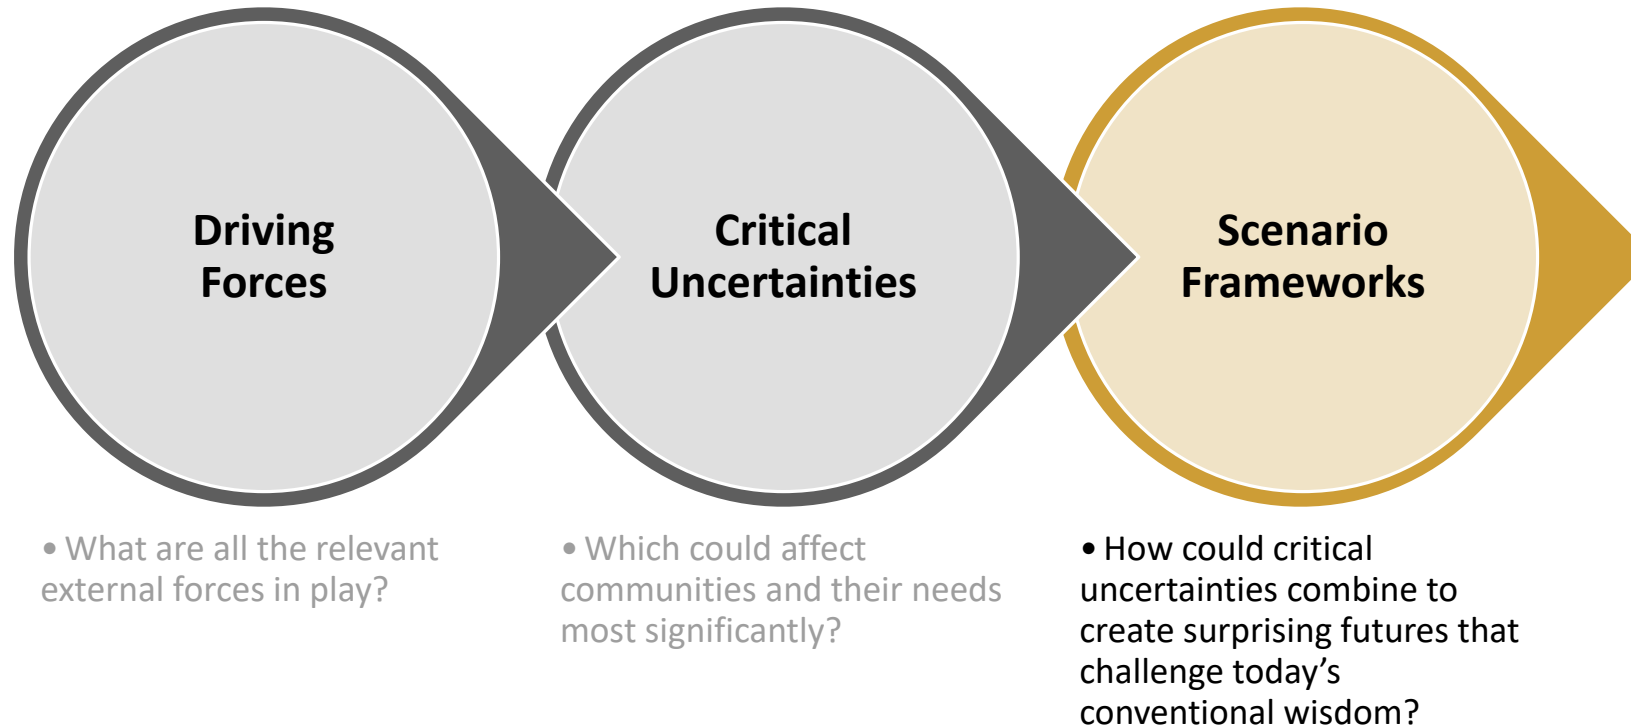 Driving
Forces
Critical
Uncertainties
Scenario
Frameworks
• What are all the relevant
external forces in play?
• Which could affect
communities and their needs
most significantly?
• How could critical
uncertainties combine to
create surprising futures that
challenge today’s
conventional wisdom?